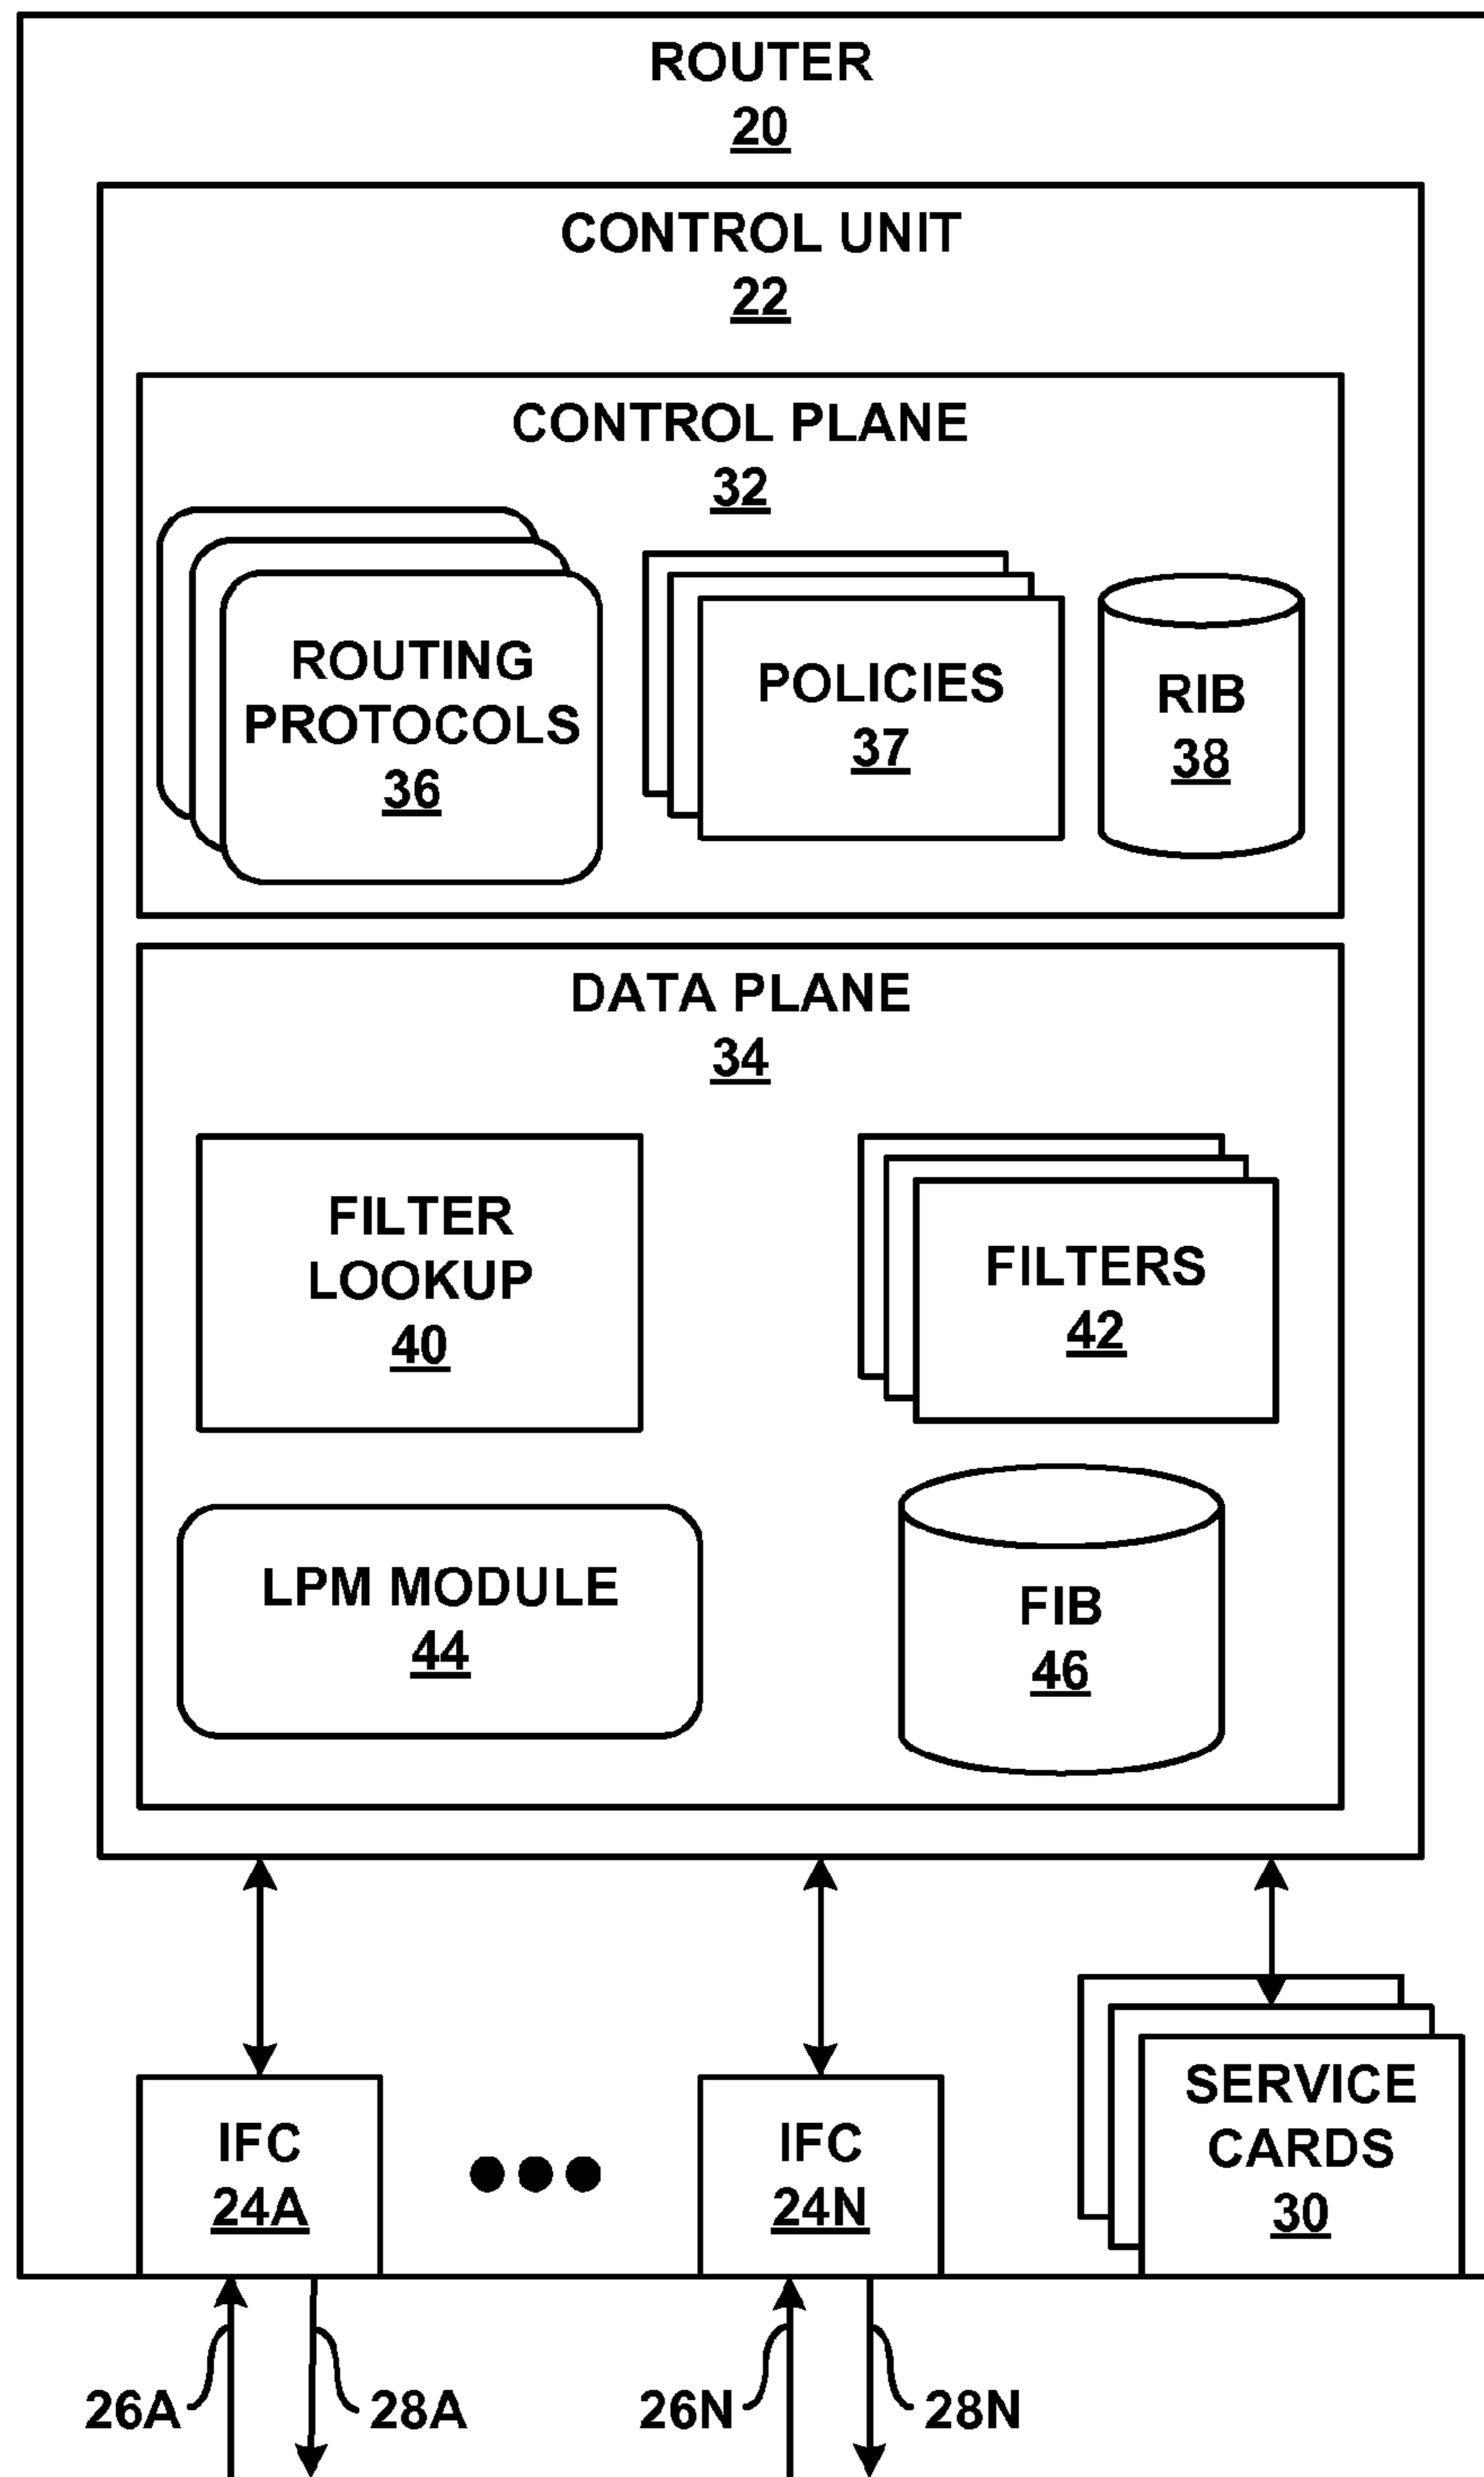 ROUTER
20
CONTROL UNIT
22
CONTROL PLANE
32
ROUTING
PROTOCOLS
36
POLICIES
37
RIB
38
DATA PLANE
34
FILTER
LOOKUP
40
FILTERS
42
LPM MODULE
44
FIB
46
IFC
24A
IFC
24N
SERVICE
CARDS
30
26A
28A
26N
28N